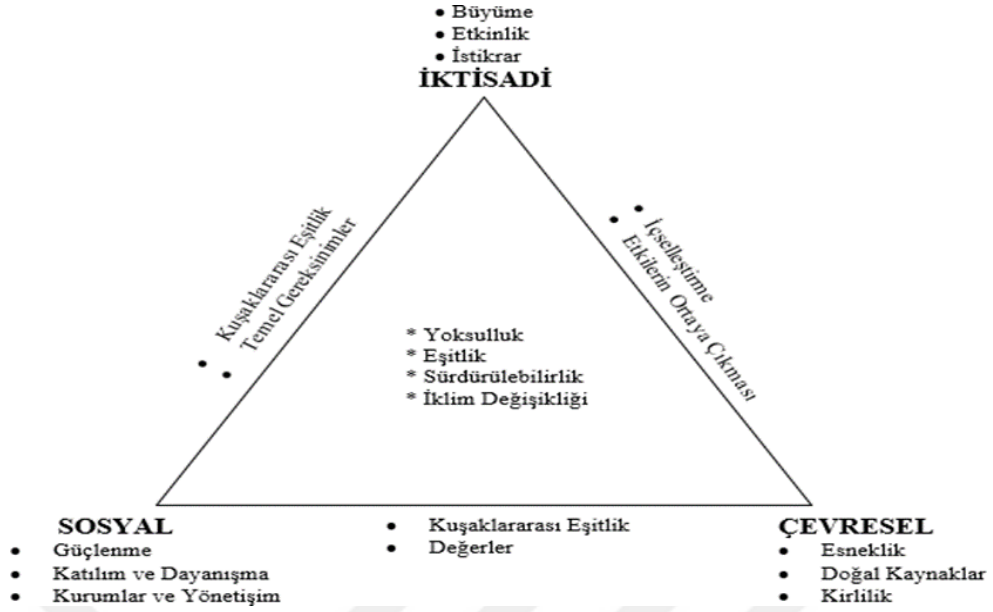 • Büyüme
• Etkinlik
• İstikrar
İKTİSADİ
• Kuşaklararası Eşitlik
• Temel Gereksinimler
• İçselleştirme
• Etkilerin Ortaya Çıkması
* Yoksulluk
* Eşitlik
* Sürdürülebilirlik
* İklim Değişikliği
SOSYAL
• Güçlenme
• Katılım ve Dayanışma
• Kurumlar ve Yönetişim
• Kuşaklararası Eşitlik
• Değerler
ÇEVRESEL
• Esneklik
• Doğal Kaynaklar
• Kirlilik